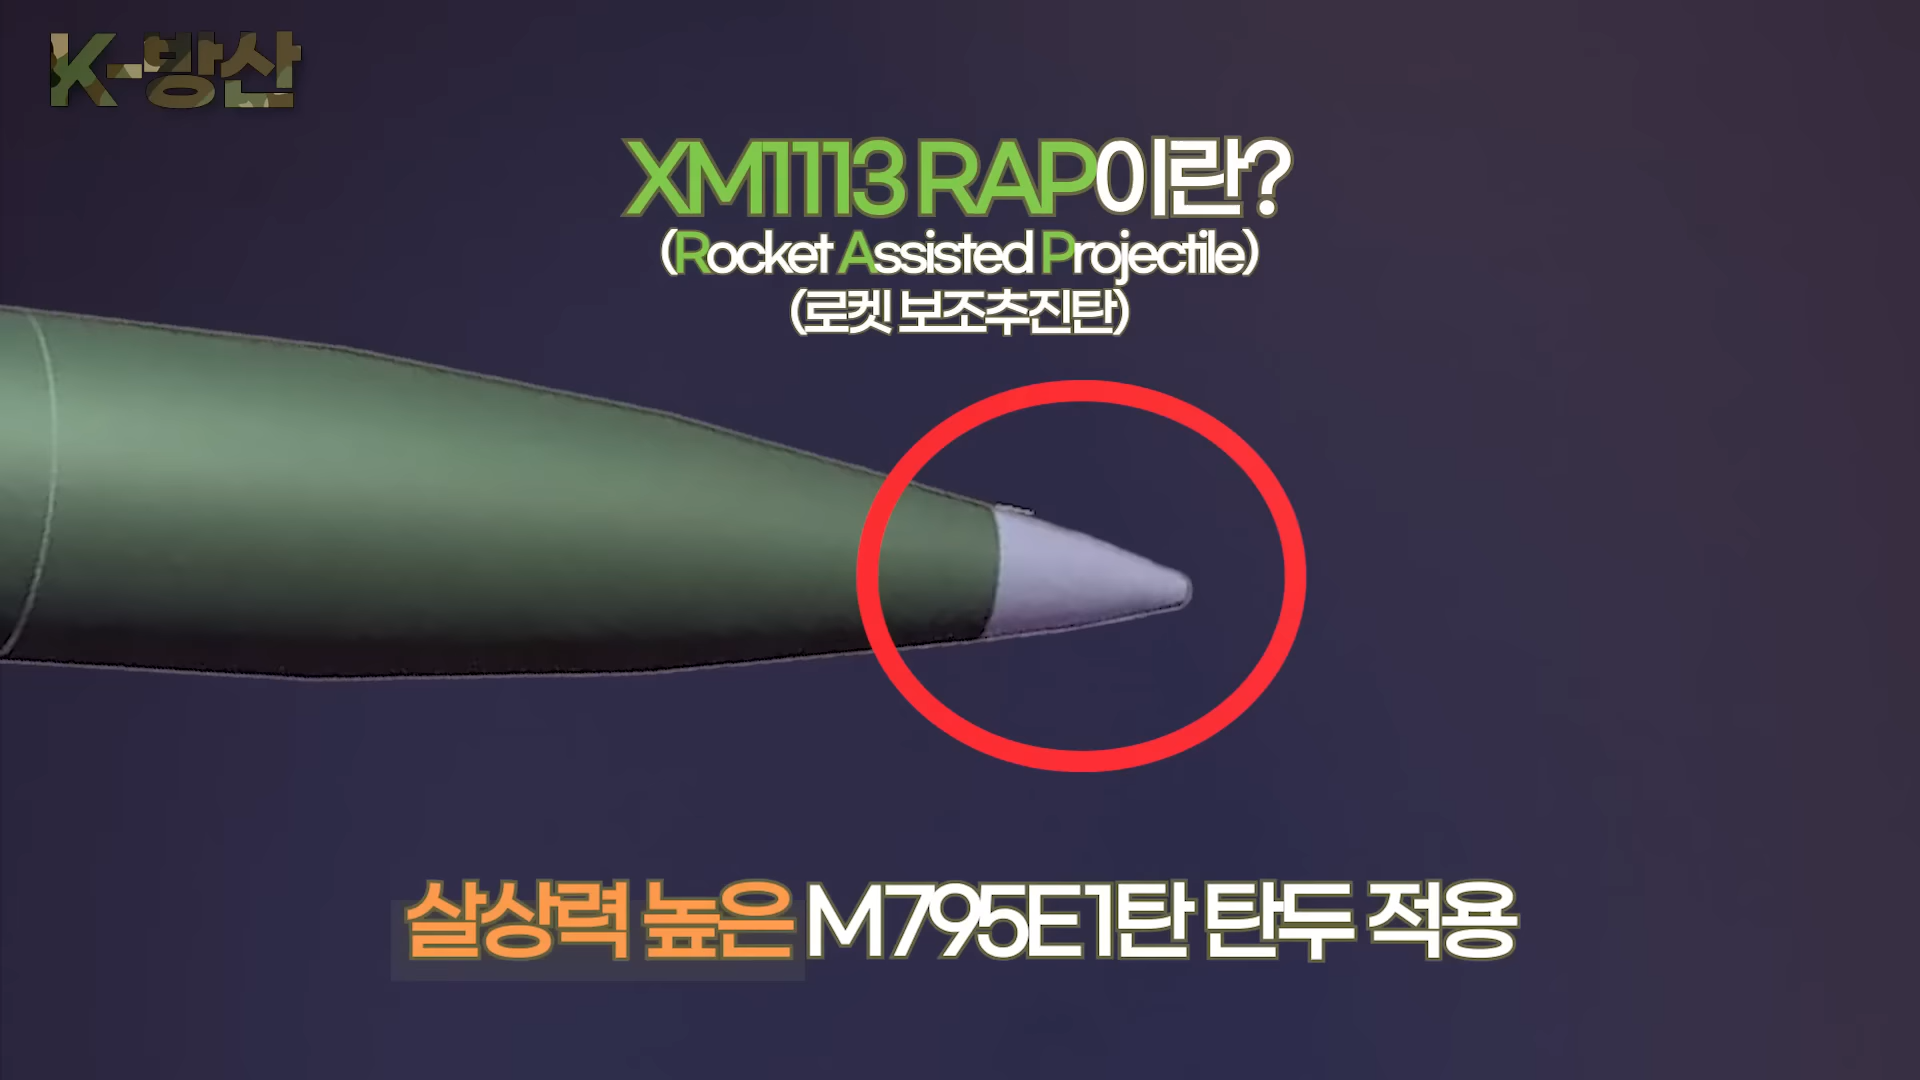 K-방산
XM1113 RAP이란?
(Rocket Assisted Projectile)
(로켓 보조추진탄)
살상력 높은 M795E1탄 탄두 적용